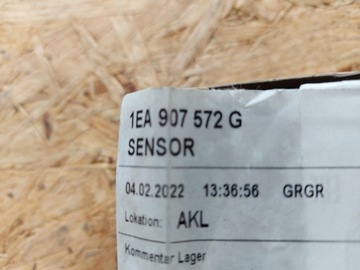 1EA 907 572 G
SENSOR
04.02.2022 13:36:56 GRGR
Lokation: AKL
Kommentar Lager